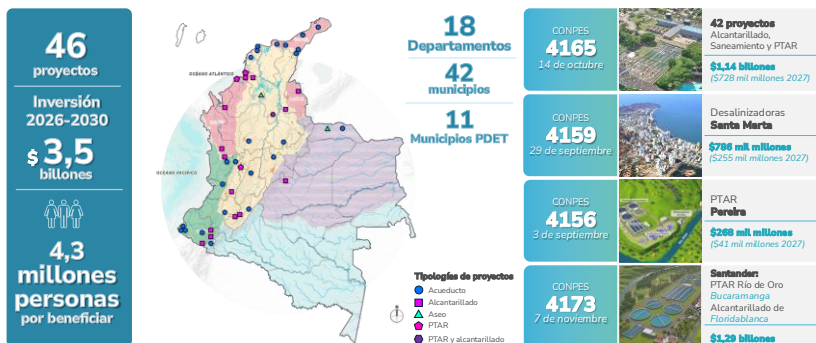 46
proyectos
Inversión
2026-2030
$ 3,5
billones
4,3
millones
personas
por beneficiar
OCÉANO ATLÁNTICO
OCÉANO PACÍFICO
18
Departamentos
42
municipios
11
Municipios PDET
Tipologías de proyectos
Acueducto
Alcantarillado
Aseo
PTAR
PTAR y alcantarillado
CONPES
4165
14 de octubre
42 proyectos
Alcantarillado,
Saneamiento y PTAR
$1,14 billones
($728 mil millones 2027)
CONPES
4159
29 de septiembre
Desalinizadoras
Santa Marta
$786 mil millones
($255 mil millones 2027)
CONPES
4156
3 de septiembre
PTAR
Pereira
$268 mil millones
($41 mil millones 2027)
CONPES
4173
7 de noviembre
Santander:
PTAR Río de Oro
Bucaramanga
Alcantarillado de
Floridablanca
$1,29 billones